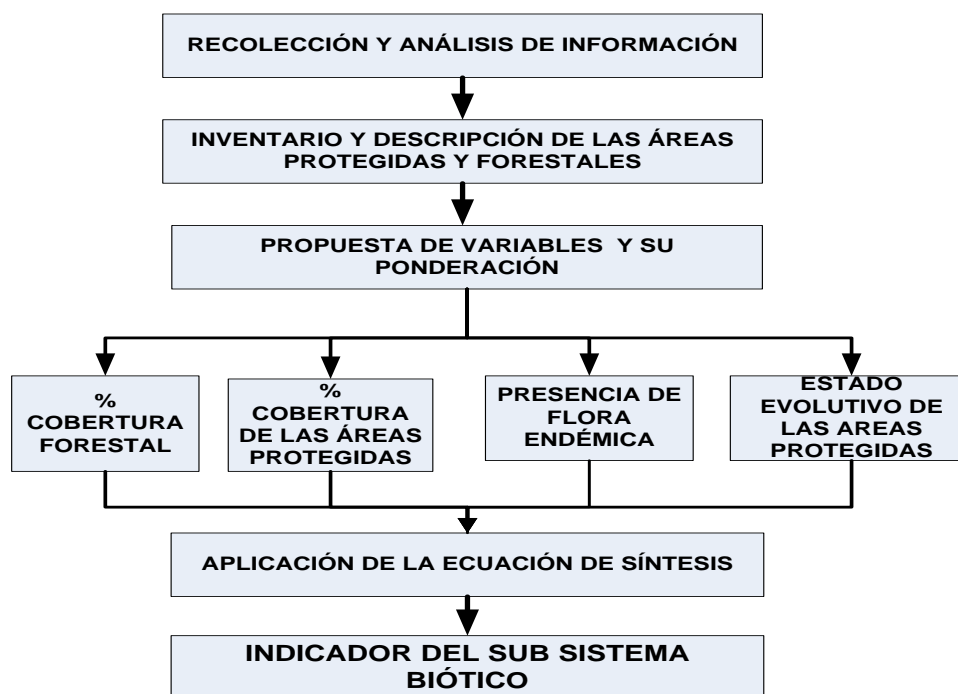 RECOLECCIÓN Y ANÁLISIS DE INFORMACIÓN
INVENTARIO Y DESCRIPCIÓN DE LAS ÁREAS
PROTEGIDAS Y FORESTALES
PROPUESTA DE VARIABLES Y SU
PONDERACIÓN
%
COBERTURA
FORESTAL
%
COBERTURA
DE LAS ÁREAS
PROTEGIDAS
PRESENCIA DE
FLORA
ENDÉMICA
ESTADO
EVOLUTIVO DE
LAS AREAS
PROTEGIDAS
APLICACIÓN DE LA ECUACIÓN DE SÍNTESIS
INDICADOR DEL SUB SISTEMA
BIÓTICO